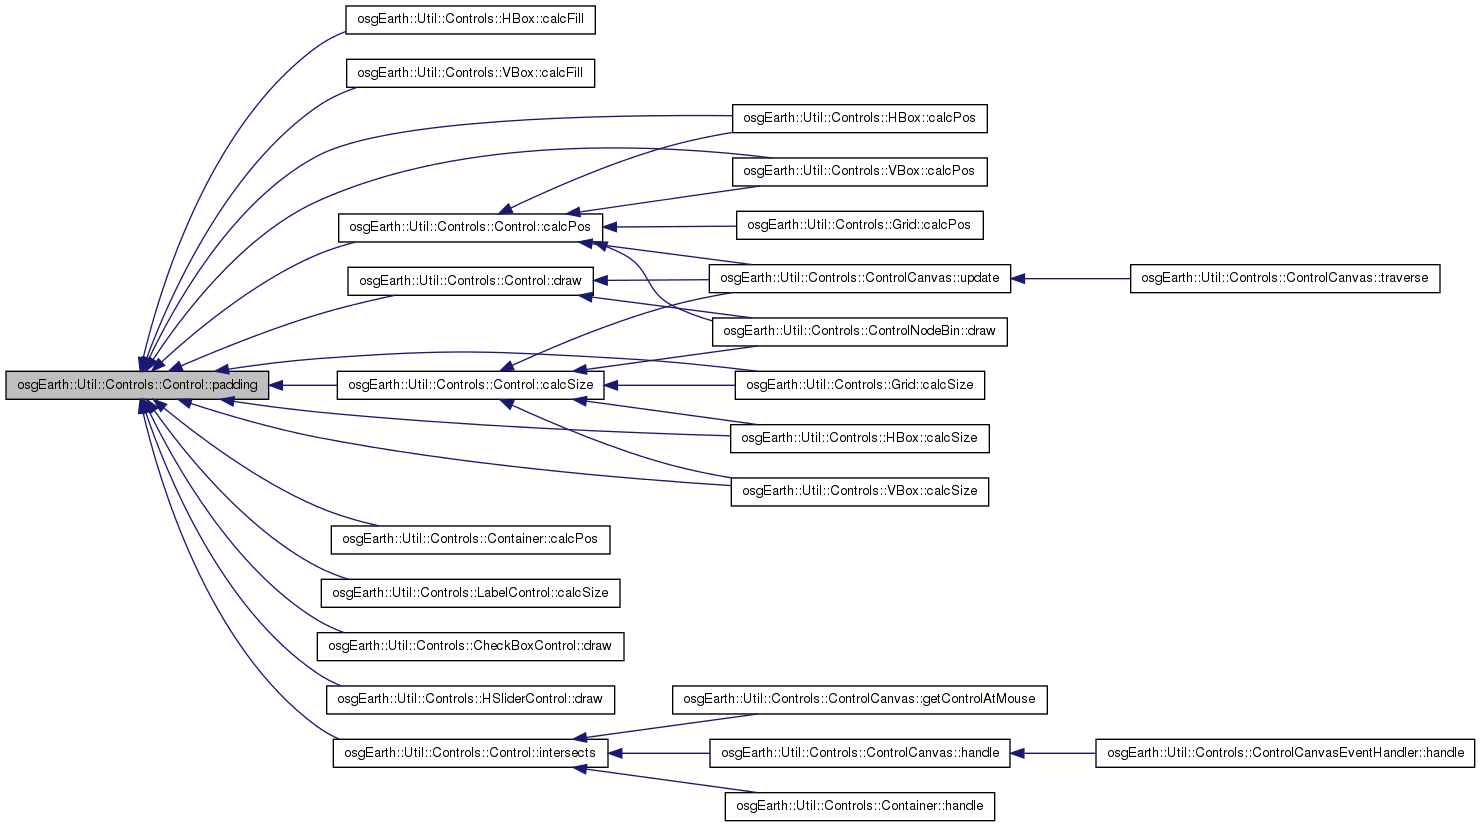 osgEarth::Util::Controls::HBox::calcFill
osgEarth::Util::Controls::VBox::calcFill
osgEarth::Util::Controls::HBox::calcPos
osgEarth::Util::Controls::VBox::calcPos
osgEarth::Util::Controls::Control::calcPos
osgEarth::Util::Controls::Grid::calcPos
osgEarth::Util::Controls::Control::draw
osgEarth::Util::Controls::ControlCanvas::update
osgEarth::Util::Controls::ControlCanvas::traverse
osgEarth::Util::Controls::ControlNodeBin::draw
osgEarth::Util::Controls::Control::padding
osgEarth::Util::Controls::Control::calcSize
osgEarth::Util::Controls::Grid::calcSize
osgEarth::Util::Controls::HBox::calcSize
osgEarth::Util::Controls::VBox::calcSize
osgEarth::Util::Controls::Container::calcPos
osgEarth::Util::Controls::LabelControl::calcSize
osgEarth::Util::Controls::CheckBoxControl::draw
osgEarth::Util::Controls::HSliderControl::draw
osgEarth::Util::Controls::ControlCanvas::getControlAtMouse
osgEarth::Util::Controls::Control::intersects
osgEarth::Util::Controls::ControlCanvas::handle
osgEarth::Util::Controls::ControlCanvasEventHandler::handle
osgEarth::Util::Controls::Container::handle